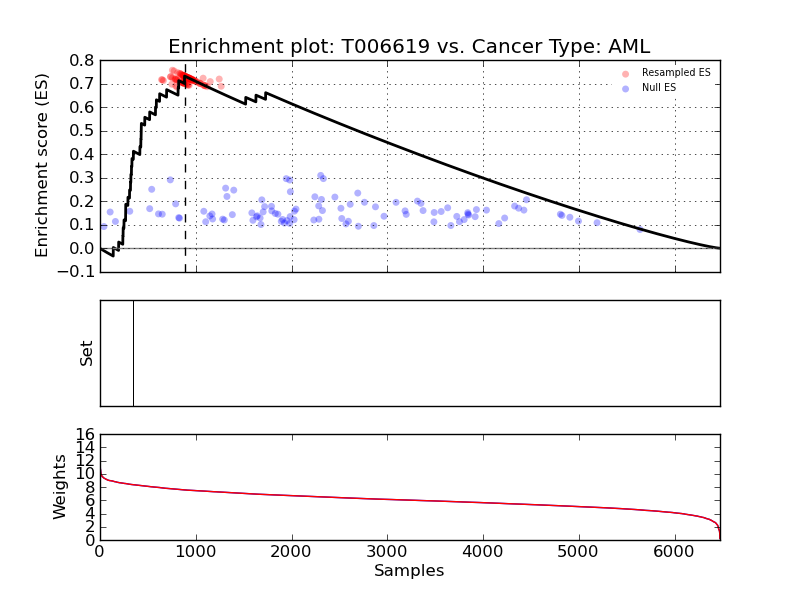 Enrichment plot: T006619 vs. Cancer Type: AML
Enrichment score (ES)
0.8
0.7
0.6
0.5
0.4
0.3
0.2
0.1
0.0
−0.1
Resampled ES
Null ES
Set
Weights
16
14
12
10
8
6
4
2
0
0 1000 2000 3000 4000 5000 6000
Samples